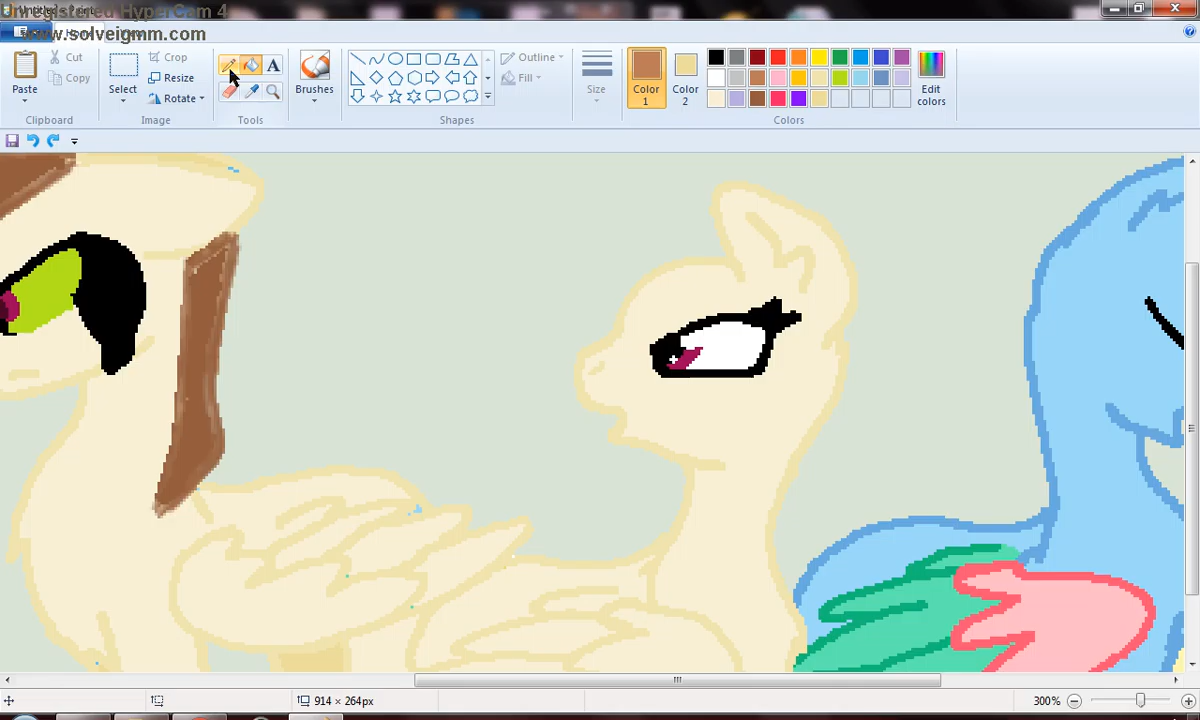 Unregistered HyperCam 4
www.solveigmm.com
Paste
Cut
Copy
Clipboard
Select
Crop
Resize
Rotate
Image
A
Tools
Brushes
Outline
Fill
Shapes
Size
Color 1
Color 2
Edit colors
Colors
914 × 264px
300%